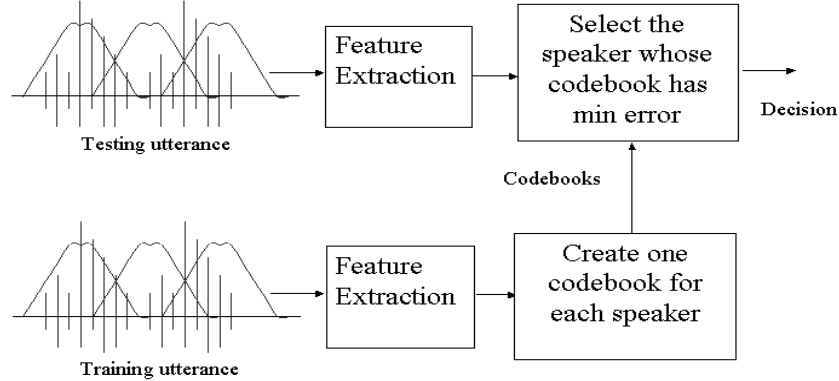 Feature
Extraction
Select the
speaker whose
codebook has
min error
Decision
Testing utterance
Codebooks
Feature
Extraction
Create one
codebook for
each speaker
Training utterance